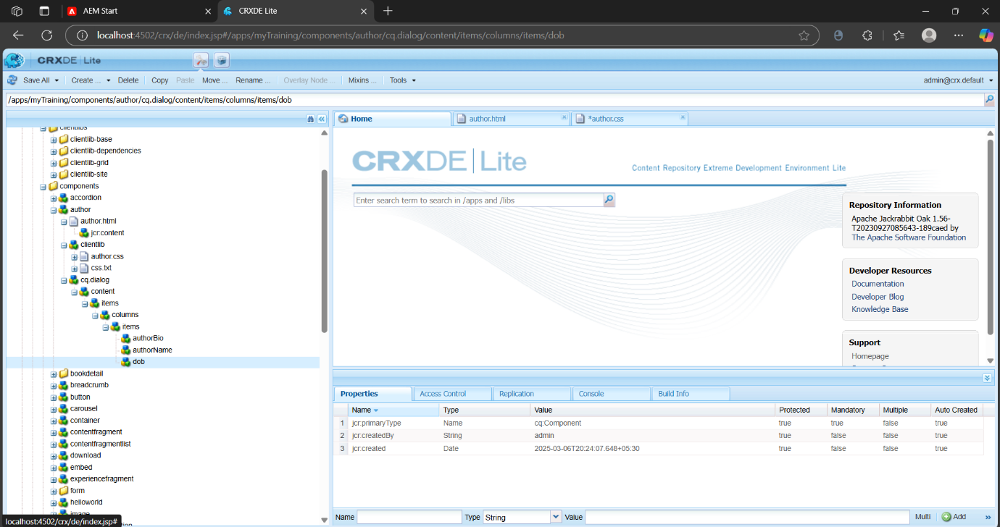 AEM Start
CRXDE Lite
localhost:4502/crx/de/index.jsp#/apps/myTraining/components/author/cq.dialog/content/items/columns/items/dob
CRXDE | Lite
Save All Create ... Delete Copy Paste Move ... Rename ... Overlay Node ... Mixins ... Tools admin@crx.default
/apps/myTraining/components/author/cq.dialog/content/items/columns/items/dob
clientlibs
clientlib-base
clientlib-dependencies
clientlib-grid
clientlib-site
components
accordion
author
author.html
jcr:content
clientlib
author.css
css.txt
cq.dialog
content
items
columns
items
authorBio
authorName
dob
bookdetail
breadcrumb
button
carousel
container
contentfragment
contentfragmentlist
download
embed
experiencefragment
form
helloworld
image
localhost:4502/crx/de/index.jsp#
Home author.html *author.css
CRXDE | Lite
Content Repository Extreme Development Environment Lite
Enter search term to search in /apps and /libs
Repository Information
Apache Jackrabbit Oak 1.56-
T20230927085643-189caed by
The Apache Software Foundation
Developer Resources
Documentation
Developer Blog
Knowledge Base
Support
Homepage
Properties Access Control Replication Console Build Info
Name Type Value Protected Mandatory Multiple Auto Created
1 jcr:primaryType Name cq:Component true true false true
2 jcr:createdBy String admin true false false true
3 jcr:created Date 2025-03-06T20:24:07.648+05:30 true false false true
Name Type String Value Multi Add